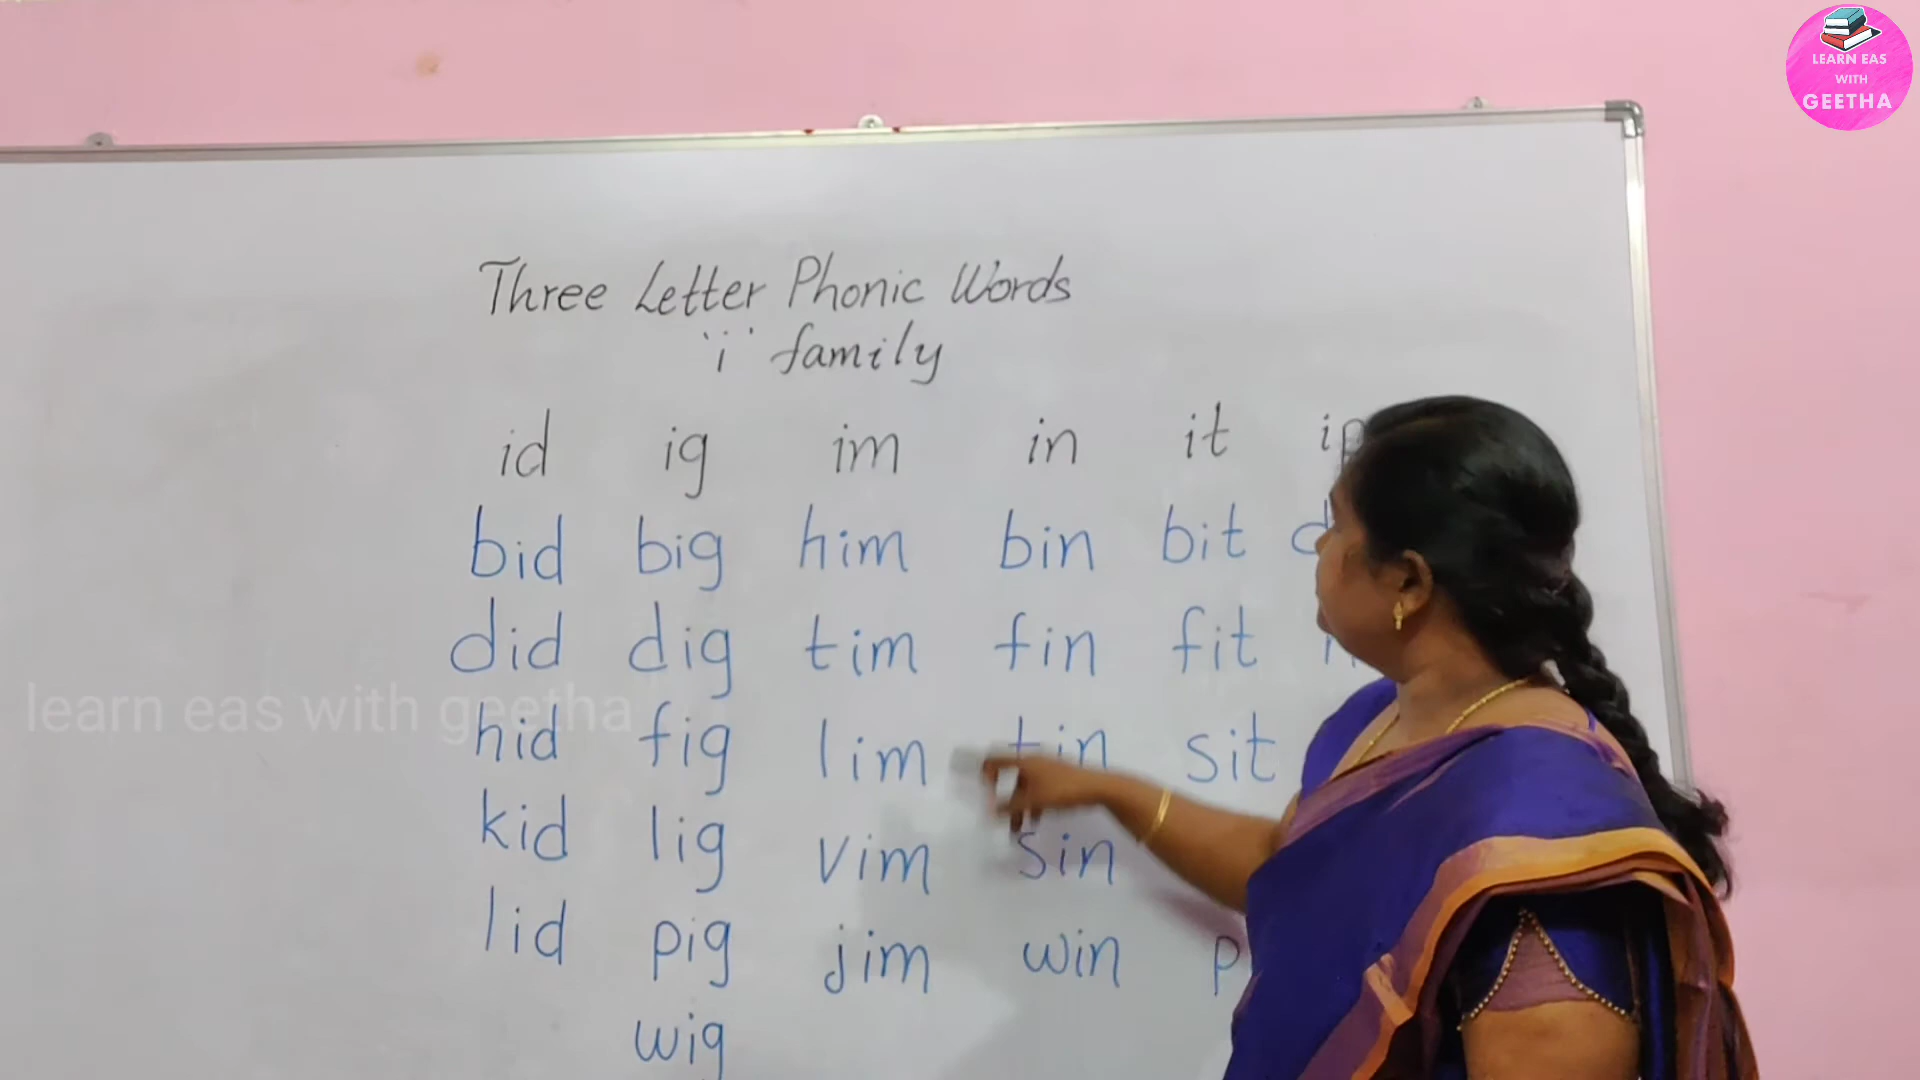 LEARN EAS
WITH
GEETHA
Three Letter Phonic Words
'i' family
id ig im in it ip
bid big him bin bit
did dig tim fin fit
learn eas with geetha
hid fig lim tin sit
kid lig vim sin
lid pig jim win
wig